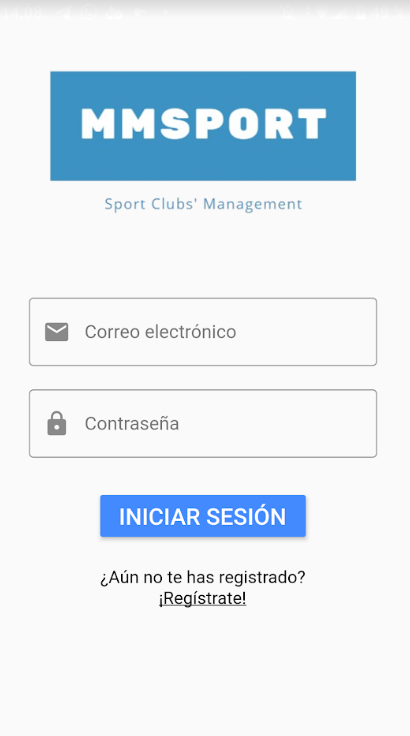 MMSPORT
Sport Clubs' Management
Correo electrónico
Contraseña
INICIAR SESIÓN
¿Aún no te has registrado?
¡Regístrate!